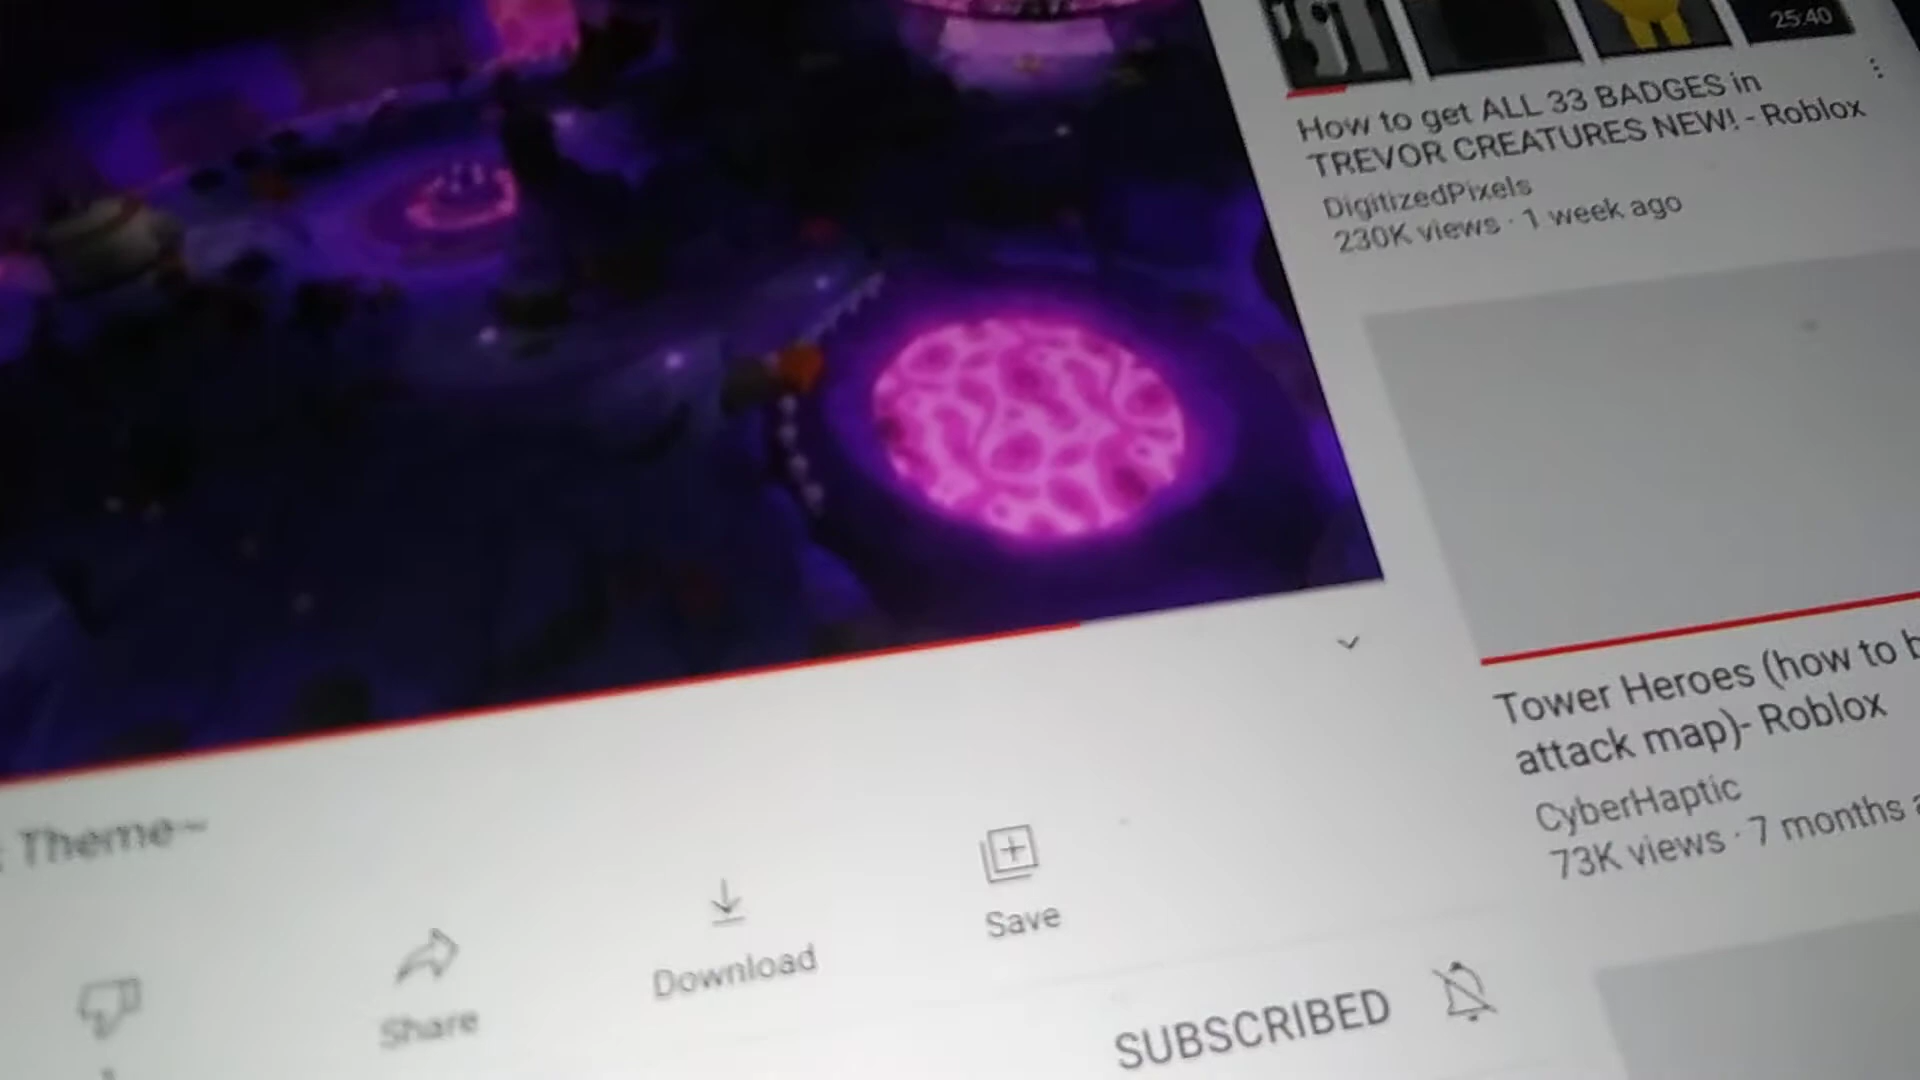 25:40
How to get ALL 33 BADGES in
TREVOR CREATURES NEW! - Roblox
DigitizedPixels
230K views · 1 week ago
Tower Heroes (how to b
attack map)- Roblox
CyberHaptic
73K views · 7 months a
Theme~
Share
Download
Save
SUBSCRIBED